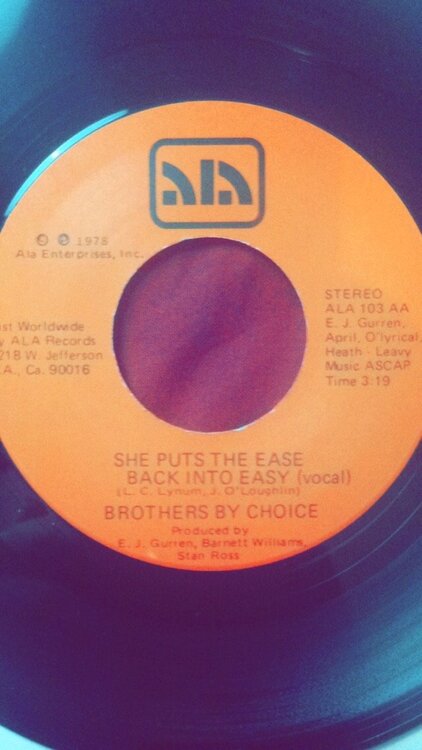 ala
© ℗ 1978
Ala Enterprises, Inc.
ist Worldwide
y ALA Records
218 W. Jefferson
.A., Ca. 90016
STEREO
ALA 103 AA
E. J. Gurren,
April, O'lyrical,
Heath - Leavy
Music ASCAP
Time 3:19
SHE PUTS THE EASE
BACK INTO EASY (vocal)
(L. C. Lynum, J. O'Loughlin)
BROTHERS BY CHOICE
Produced by
E. J. Gurren, Barnett Williams,
Stan Ross